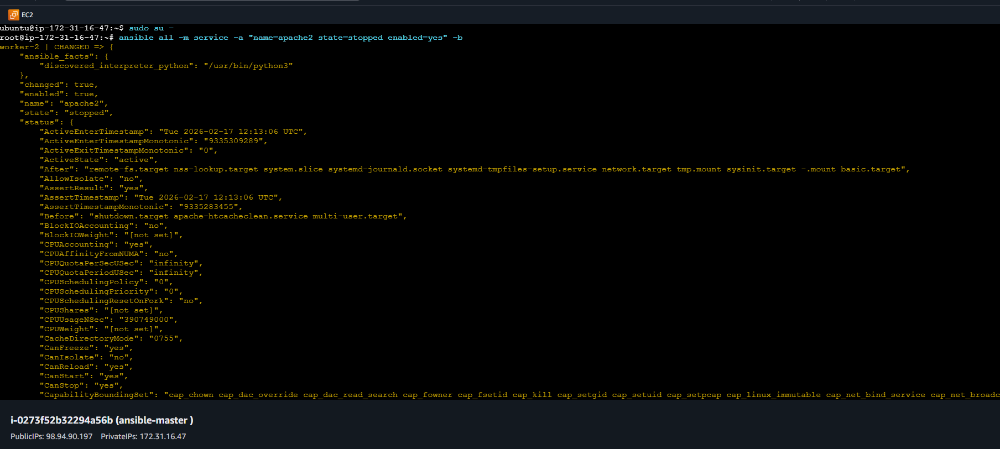 EC2
ubuntu@ip-172-31-16-47:~$ sudo su -
root@ip-172-31-16-47:~# ansible all -m service -a "name=apache2 state=stopped enabled=yes" -b
worker-2 | CHANGED => {
    "ansible_facts": {
        "discovered_interpreter_python": "/usr/bin/python3"
    },
    "changed": true,
    "enabled": true,
    "name": "apache2",
    "state": "stopped",
    "status": {
        "ActiveEnterTimestamp": "Tue 2026-02-17 12:13:06 UTC",
        "ActiveEnterTimestampMonotonic": "9335309289",
        "ActiveExitTimestampMonotonic": "0",
        "ActiveState": "active",
        "After": "remote-fs.target nss-lookup.target system.slice systemd-journald.socket systemd-tmpfiles-setup.service network.target tmp.mount sysinit.target -.mount basic.target",
        "AllowIsolate": "no",
        "AssertResult": "yes",
        "AssertTimestamp": "Tue 2026-02-17 12:13:06 UTC",
        "AssertTimestampMonotonic": "9335283455",
        "Before": "shutdown.target apache-htcacheclean.service multi-user.target",
        "BlockIOAccounting": "no",
        "BlockIOWeight": "[not set]",
        "CPUAccounting": "yes",
        "CPUAffinityFromNUMA": "no",
        "CPUQuotaPerSecUSec": "infinity",
        "CPUQuotaPeriodUSec": "infinity",
        "CPUSchedulingPolicy": "0",
        "CPUSchedulingPriority": "0",
        "CPUSchedulingResetOnFork": "no",
        "CPUShares": "[not set]",
        "CPUUsageNSec": "390749000",
        "CPUWeight": "[not set]",
        "CacheDirectoryMode": "0755",
        "CanFreeze": "yes",
        "CanIsolate": "no",
        "CanReload": "yes",
        "CanStart": "yes",
        "CanStop": "yes",
        "CapabilityBoundingSet": "cap_chown cap_dac_override cap_dac_read_search cap_fowner cap_fsetid cap_kill cap_setgid cap_setuid cap_setpcap cap_linux_immutable cap_net_bind_service cap_net_broadc
i-0273f52b32294a56b (ansible-master )
PublicIPs: 98.94.90.197 PrivateIPs: 172.31.16.47